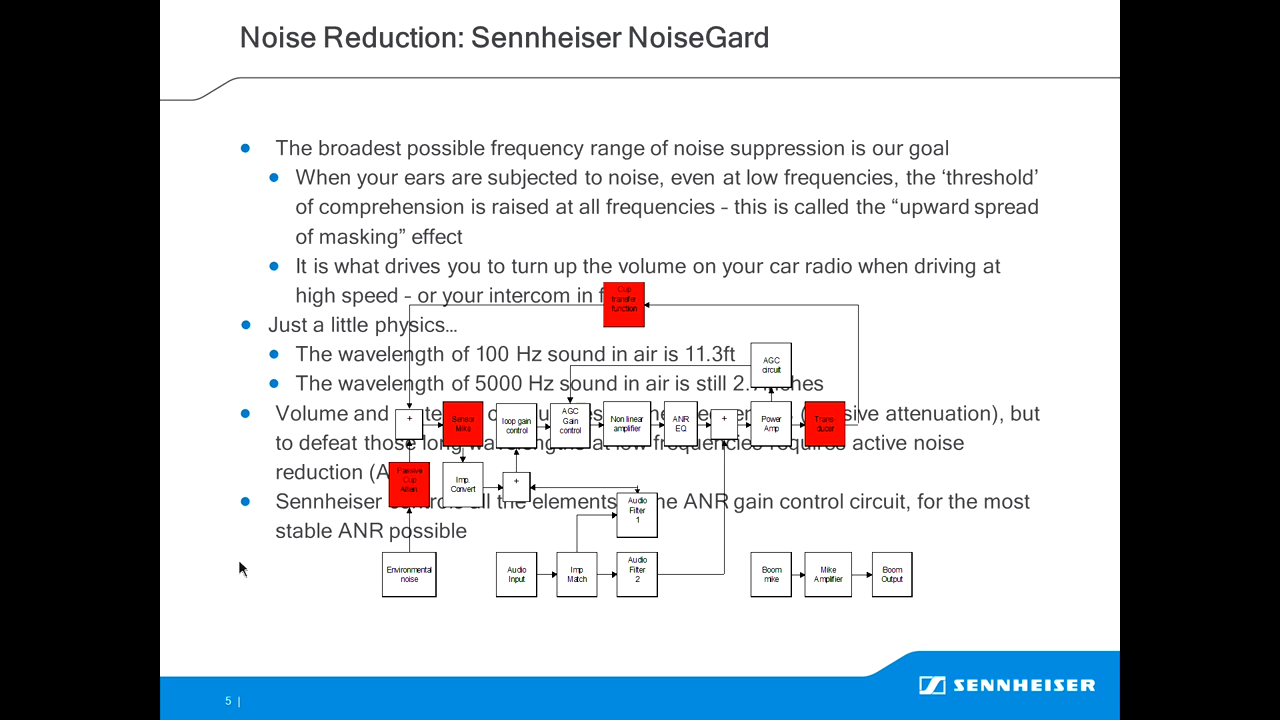 Noise Reduction: Sennheiser NoiseGard
The broadest possible frequency range of noise suppression is our goal
When your ears are subjected to noise, even at low frequencies, the ‘threshold’
of comprehension is raised at all frequencies - this is called the “upward spread
of masking” effect
It is what drives you to turn up the volume on your car radio when driving at
high speed - or your intercom in
Just a little physics…
The wavelength of 100 Hz sound in air is 11.3ft
The wavelength of 5000 Hz sound in air is still
Volume and attenuation), but
to defeat those long wavelengths at low frequencies requires active noise
reduction
Sennheiser controls all the elements the ANR gain control circuit, for the most
stable ANR possible
Cup
transfer
function
AGC
circuit
+
Sensor
Mike
loop gain
control
AGC
Gain
control
Non linear
amplifier
ANR
EQ
+
Power
Amp
Trans
ducer
Passive
Cup
Atten
Imp.
Convert
+
Audio
Filter
1
Environmental
noise
Audio
Input
Imp
Match
Audio
Filter
2
Boom
mike
Mike
Amplifier
Boom
Output
5 |
SENNHEISER